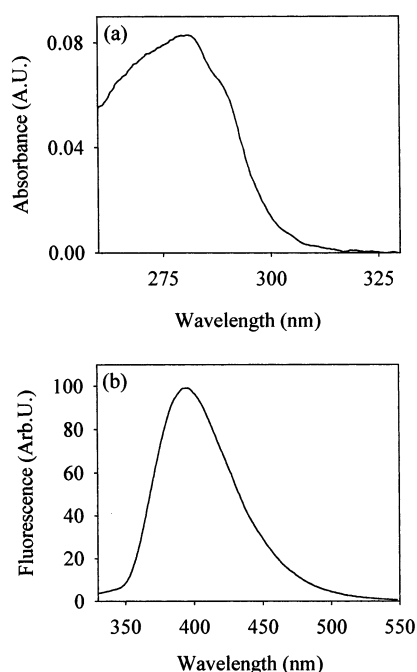 (a)
Absorbance (A.U.)
0.08
0.04
0.00
275 300 325
Wavelength (nm)
(b)
Fluorescence (Arb.U.)
100
80
60
40
20
0
350 400 450 500 550
Wavelength (nm)